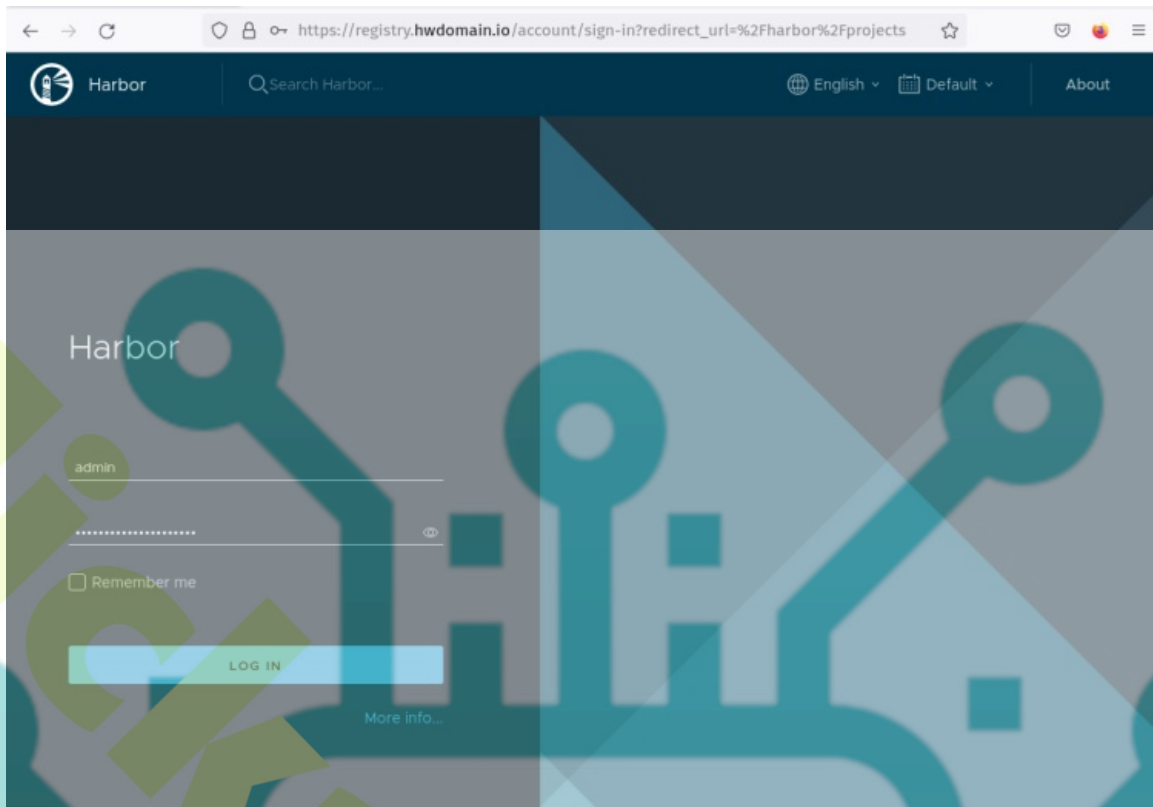 https://registry.hwdomain.io/account/sign-in?redirect_url=%2Fharbor%2Fprojects
Harbor Search Harbor... English Default About
Harbor
admin
Remember me
LOG IN
More info...